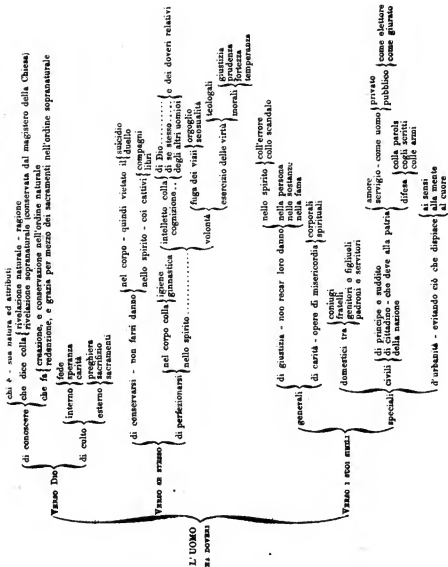 L' UOMO
HA DOVERI
VERSO DIO
di conoscere
chi è - sua natura ed attributi
che dice colla
rivelazione naturale - ragione
rivelazione sopranaturale (conservata dal magistero della Chiesa)
che fa
creazione, e conservazione nell'ordine naturale
redenzione, e grazia per mezzo dei sacramenti nell'ordine sopranaturale
di colto
interno
fede
speranza
carità
esterno
preghiera
sacrifizio
sacramenti
VERSO SE STESSO
di conservarsi - non farsi danno
nel corpo - quindi vietato il
suicidio
duello
nello spirito - coi cattivi
compagni
libri
di perfezionarsi
nel corpo colla
igiene
ginnastica
nello spirito
intelletto colla
cognizione
di Dio
di se stesso
degli altri uomini
e dei doveri relativi
volontà
fuga dei vizii
orgoglio
sensualità
esercizio delle virtù
teologali
morali
giustizia
prudenza
fortezza
temperanza
VERSO I SUOI SIMILI
generali
di giustizia - non recar loro danno
nello spirito
coll'errore
collo scandalo
nella persona
nelle sostanze
nella fama
di carità - opere di misericordia
corporali
spirituali
speciali
domestici tra
coniugi
fratelli
genitori e figliuoli
padroni e servitori
civili
di principe e suddito
di cittadino - che deve alla patria
della nazione
amore
servigio - come uomo
privato
pubblico
come elettore
come giurato
difesa
colla parola
cogli scritti
colle armi
d'urbanità - evitando ciò che dispiace
ai sensi
alla mente
al cuore